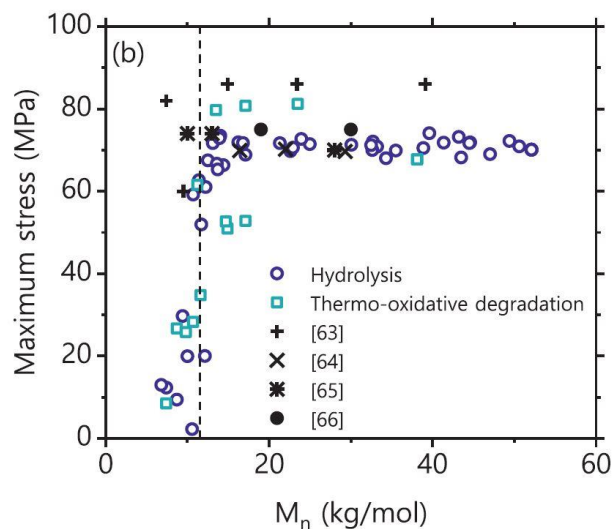 (b)
100
80
60
40
20
0
Maximum stress (MPa)
Hydrolysis
Thermo-oxidative degradation
[63]
[64]
[65]
[66]
0 20 40 60
Mn (kg/mol)